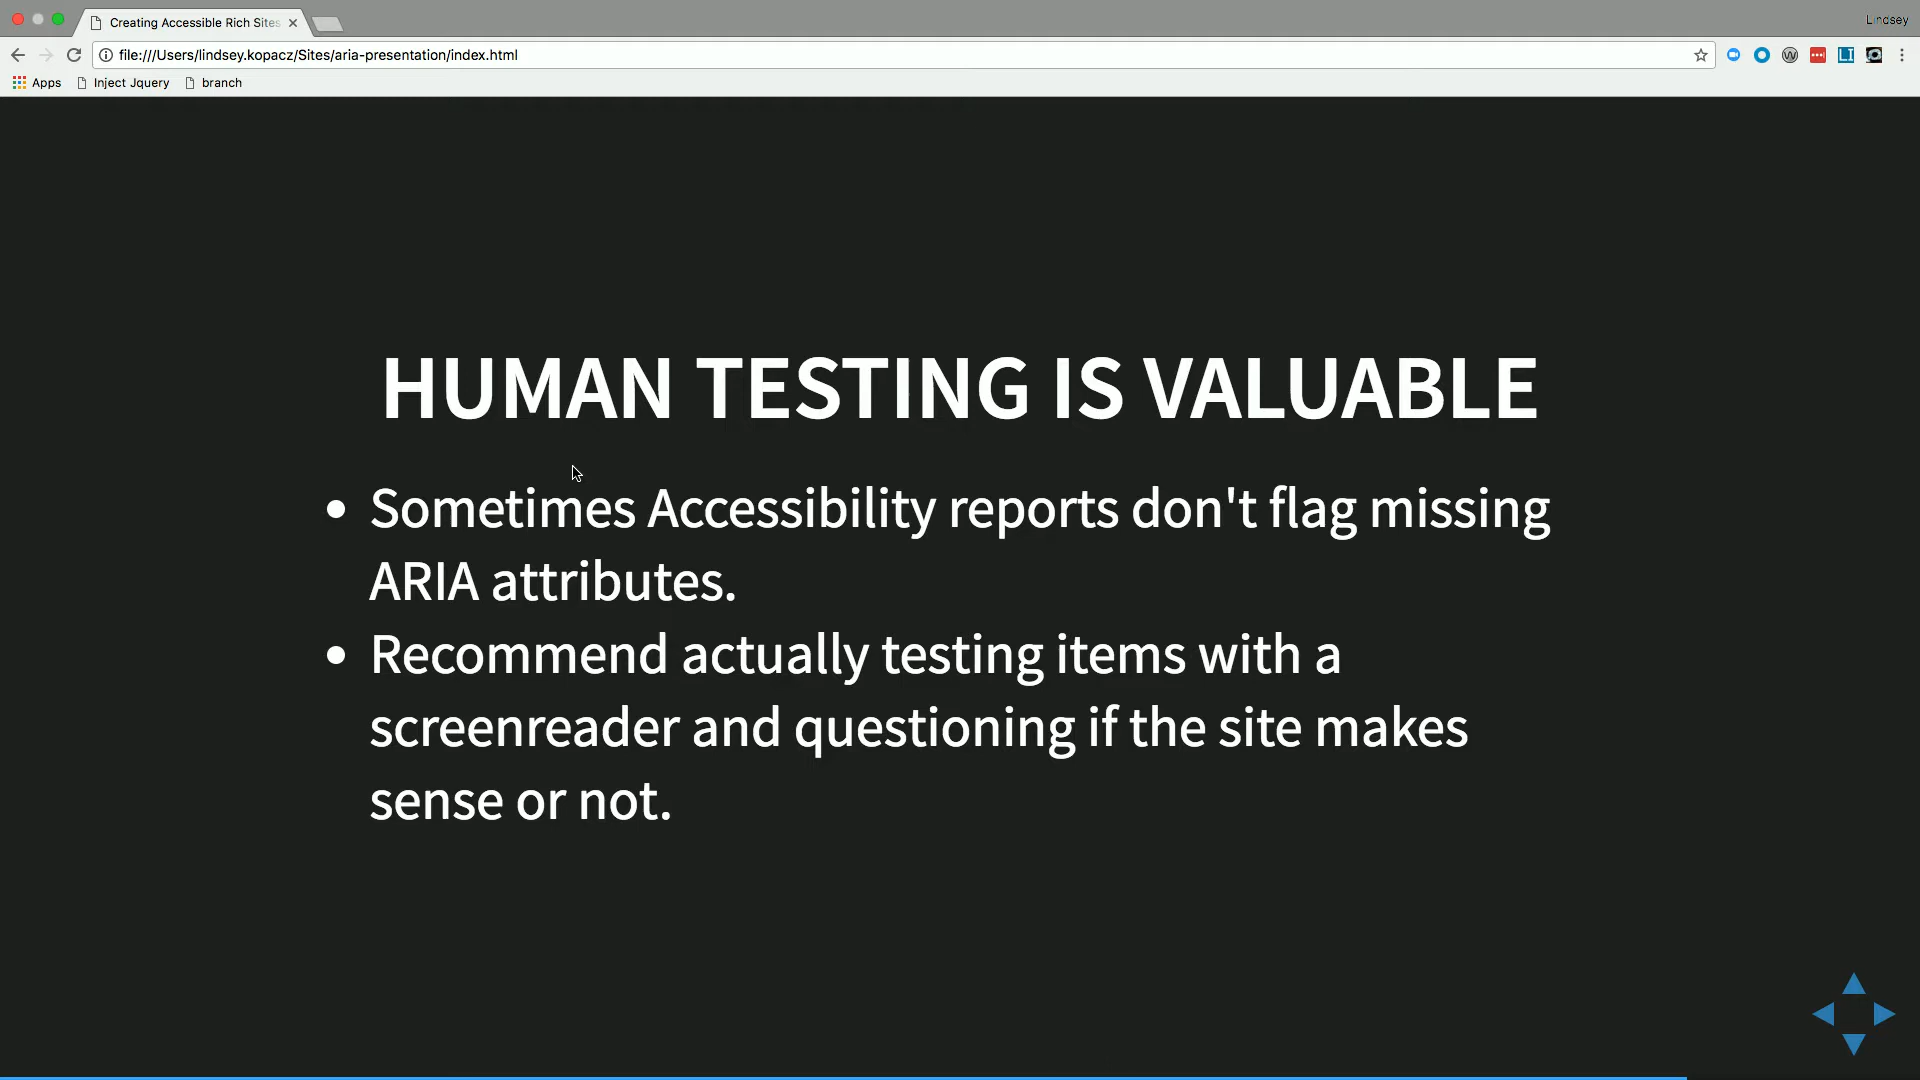 Creating Accessible Rich Sites
Lindsey
file:///Users/lindsey.kopacz/Sites/aria-presentation/index.html
Apps
Inject Jquery
branch
HUMAN TESTING IS VALUABLE
Sometimes Accessibility reports don't flag missing
ARIA attributes.
Recommend actually testing items with a
screenreader and questioning if the site makes
sense or not.